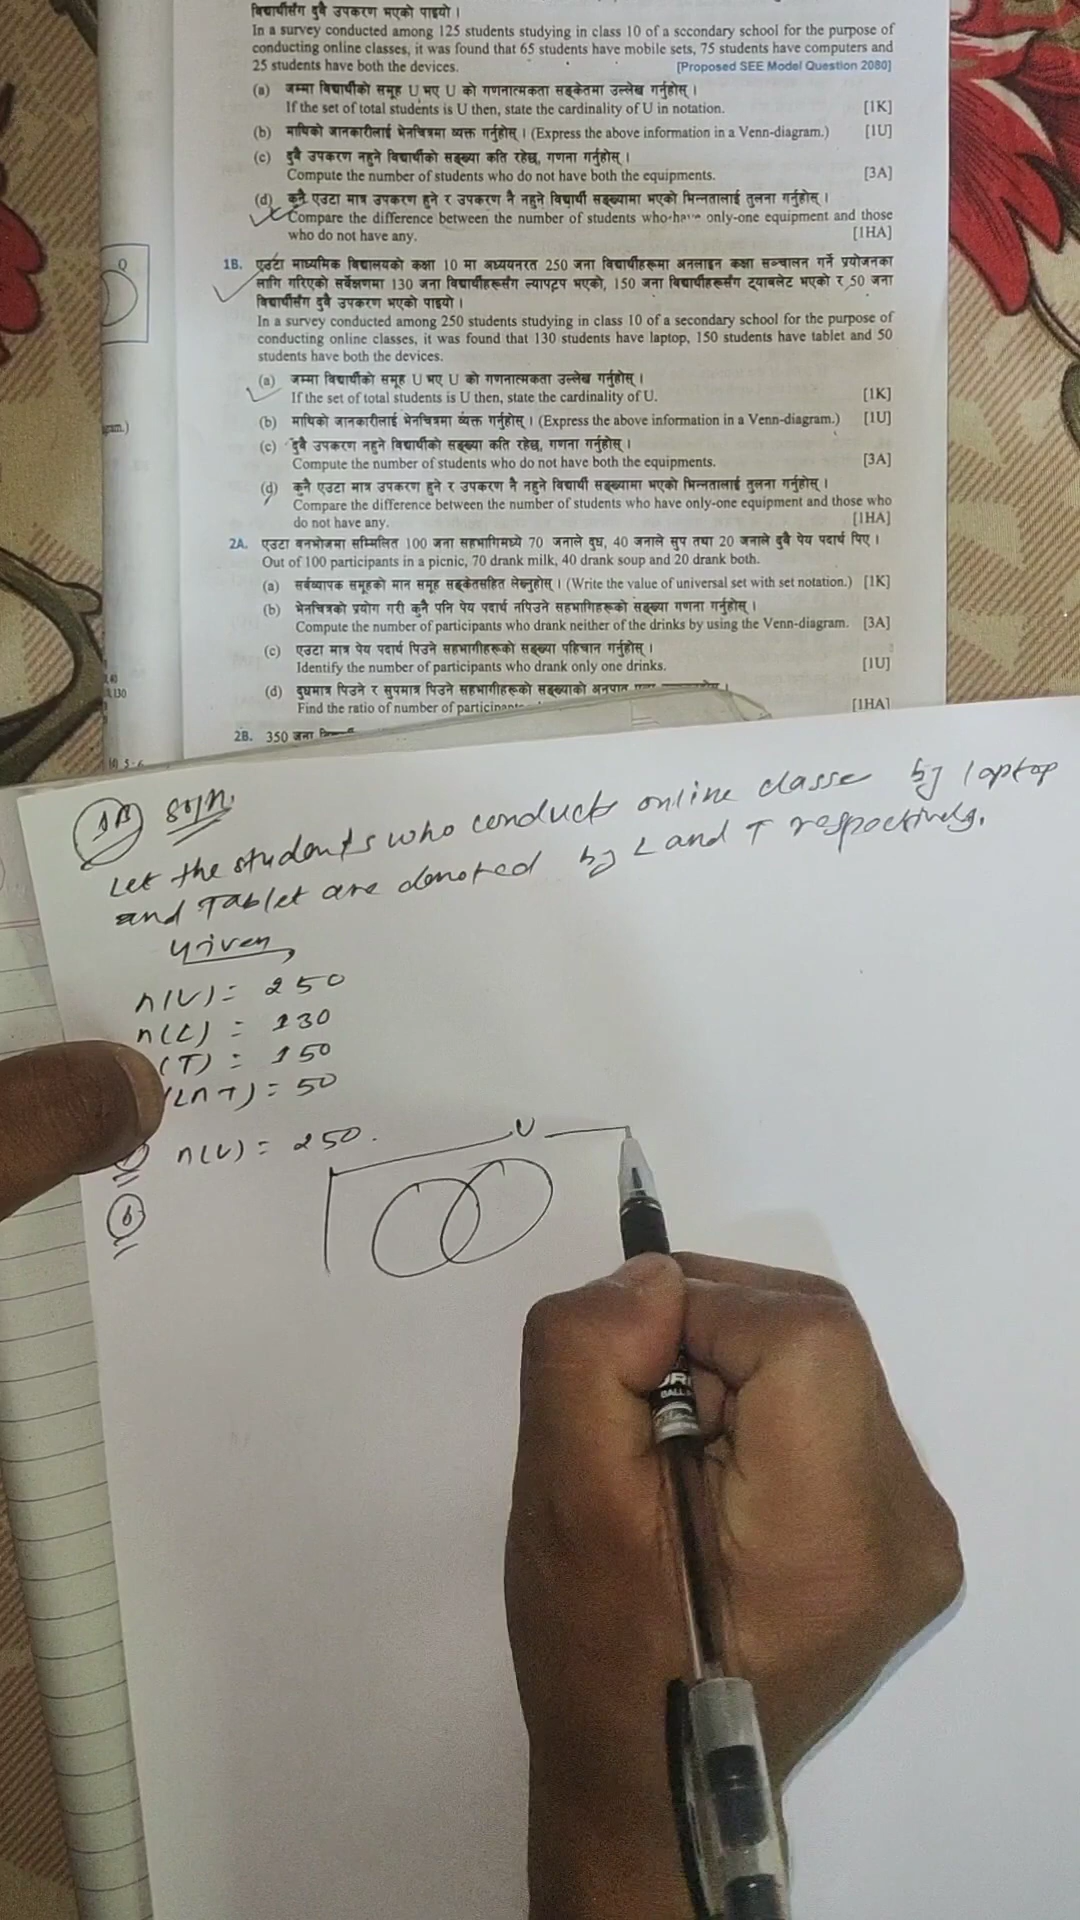 विद्यार्थीसँग दुवै उपकरण भएको पाइयो ।
In a survey conducted among 125 students studying in class 10 of a secondary school for the purpose of
conducting online classes, it was found that 65 students have mobile sets, 75 students have computers and
25 students have both the devices. [Proposed SEE Model Question 2080]
(a) जम्मा विद्यार्थीको समूह U भए U को गणनात्मकता सङ्केतमा उल्लेख गर्नुहोस् ।
If the set of total students is U then, state the cardinality of U in notation. [1K]
(b) माथिको जानकारीलाई भेनचित्रमा व्यक्त गर्नुहोस् । (Express the above information in a Venn-diagram.) [1U]
(c) दुवै उपकरण नहुने विद्यार्थीको सङ्ख्या कति रहेछ, गणना गर्नुहोस् ।
Compute the number of students who do not have both the equipments. [3A]
(d) कुनै एउटा मात्र उपकरण हुने र उपकरण नै नहुने विद्यार्थी सङ्ख्यामा भएको भिन्नतालाई तुलना गर्नुहोस् ।
Compare the difference between the number of students who have only-one equipment and those
who do not have any. [1HA]
1B. एउटा माध्यमिक विद्यालयको कक्षा 10 मा अध्ययनरत 250 जना विद्यार्थीहरूमा अनलाइन कक्षा सञ्चालन गर्ने प्रयोजनका
लागि गरिएको सर्वेक्षणमा 130 जना विद्यार्थीहरूसँग ल्यापटप भएको, 150 जना विद्यार्थीहरूसँग ट्याबलेट भएको र 50 जना
विद्यार्थीसँग दुवै उपकरण भएको पाइयो ।
In a survey conducted among 250 students studying in class 10 of a secondary school for the purpose of
conducting online classes, it was found that 130 students have laptop, 150 students have tablet and 50
students have both the devices.
(a) जम्मा विद्यार्थीको समूह U भए U को गणनात्मकता उल्लेख गर्नुहोस् ।
If the set of total students is U then, state the cardinality of U. [1K]
(b) माथिको जानकारीलाई भेनचित्रमा व्यक्त गर्नुहोस् । (Express the above information in a Venn-diagram.) [1U]
(c) दुवै उपकरण नहुने विद्यार्थीको सङ्ख्या कति रहेछ, गणना गर्नुहोस् ।
Compute the number of students who do not have both the equipments. [3A]
(d) कुनै एउटा मात्र उपकरण हुने र उपकरण नै नहुने विद्यार्थी सङ्ख्यामा भएको भिन्नतालाई तुलना गर्नुहोस् ।
Compare the difference between the number of students who have only-one equipment and those who
do not have any. [1HA]
2A. एउटा वनभोजमा सम्मिलित 100 जना सहभागिमध्ये 70 जनाले दुध, 40 जनाले सुप तथा 20 जनाले दुवै पेय पदार्थ पिए ।
Out of 100 participants in a picnic, 70 drank milk, 40 drank soup and 20 drank both.
(a) सर्वव्यापक समूहको मान समूह सङ्केतसहित लेख्नुहोस् । (Write the value of universal set with set notation.) [1K]
(b) भेनचित्रको प्रयोग गरी कुनै पनि पेय पदार्थ नपिउने सहभागिहरूको सङ्ख्या गणना गर्नुहोस् ।
Compute the number of participants who drank neither of the drinks by using the Venn-diagram. [3A]
(c) एउटा मात्र पेय पदार्थ पिउने सहभागीहरूको सङ्ख्या पहिचान गर्नुहोस् ।
Identify the number of participants who drank only one drinks. [1U]
(d) दुधमात्र पिउने र सुपमात्र पिउने सहभागीहरूको सङ्ख्याको अनुपात
Find the ratio of number of participants [1HA]
2B. 350 जना
Q
1B soln.
Let the students who conducts online classe by laptop
and Tablet are denoted by L and T respectively.
Given,
n(U) = 250
n(L) = 130
(T) = 150
(L∩T) = 50
n(U) = 250.
b
U